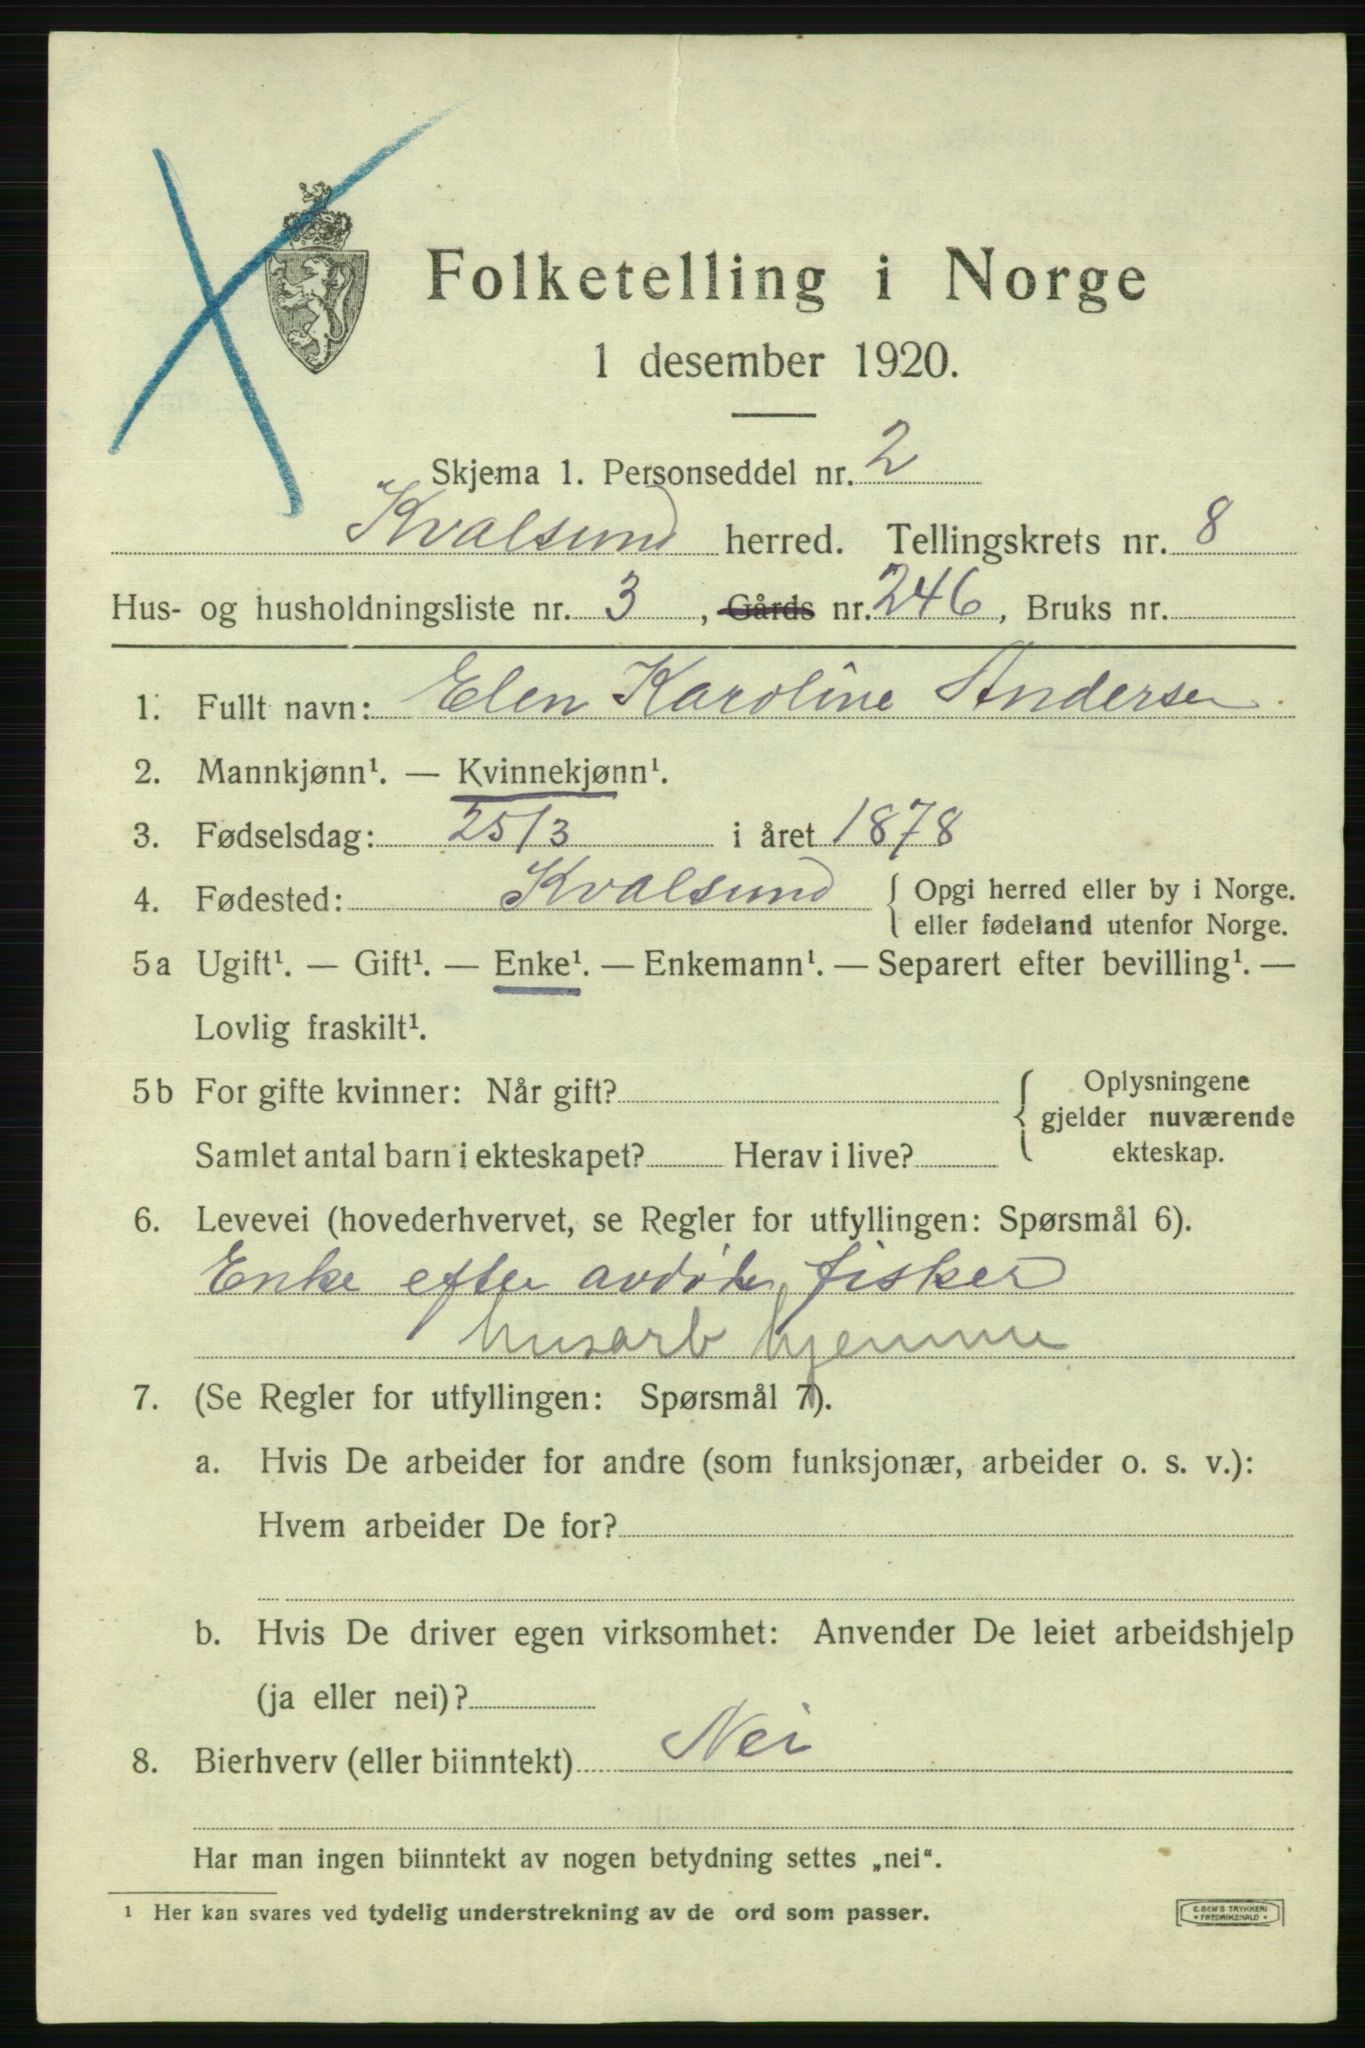 Folketelling i Norge
1 desember 1920.
Skjema 1. Personseddel nr. 2
Kvalsund herred. Tellingskrets nr. 8
Hus- og husholdningsliste nr. 3, Gårds nr. 246, Bruks nr.
1. Fullt navn: Elen Karoline Andersen
2. Mannkjønn¹. — Kvinnekjønn¹.
3. Fødselsdag: 25/3 i året 1878
4. Fødested: Kvalsund { Opgi herred eller by i Norge.
eller fødeland utenfor Norge.
5a Ugift¹. — Gift¹. — Enke¹. — Enkemann¹. — Separert efter bevilling¹. —
Lovlig fraskilt¹.
5b For gifte kvinner: Når gift? { Oplysningene
gjelder nuværende
Samlet antal barn i ekteskapet? Herav i live? ekteskap.
6. Levevei (hovederhvervet, se Regler for utfyllingen: Spørsmål 6).
Enke efter avdøde fisker
husarb hjemme
7. (Se Regler for utfyllingen: Spørsmål 7).
a. Hvis De arbeider for andre (som funksjonær, arbeider o. s. v.):
Hvem arbeider De for?
b. Hvis De driver egen virksomhet: Anvender De leiet arbeidshjelp
(ja eller nei)?
8. Bierhverv (eller biinntekt) Nei
Har man ingen biinntekt av nogen betydning settes „nei“.
¹ Her kan svares ved tydelig understrekning av de ord som passer.
E. SEM'S TRYKKERI
• FREDRIKSHALD •